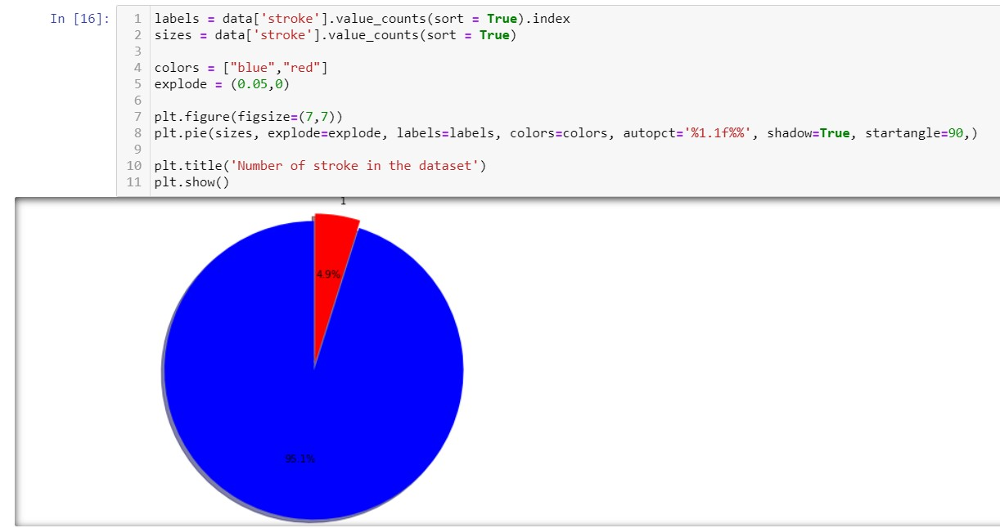 In [16]:
1 labels = data['stroke'].value_counts(sort = True).index
2 sizes = data['stroke'].value_counts(sort = True)
3
4 colors = ["blue","red"]
5 explode = (0.05,0)
6
7 plt.figure(figsize=(7,7))
8 plt.pie(sizes, explode=explode, labels=labels, colors=colors, autopct='%1.1f%%', shadow=True, startangle=90,)
9
10 plt.title('Number of stroke in the dataset')
11 plt.show()
1
4.9%
95.1%